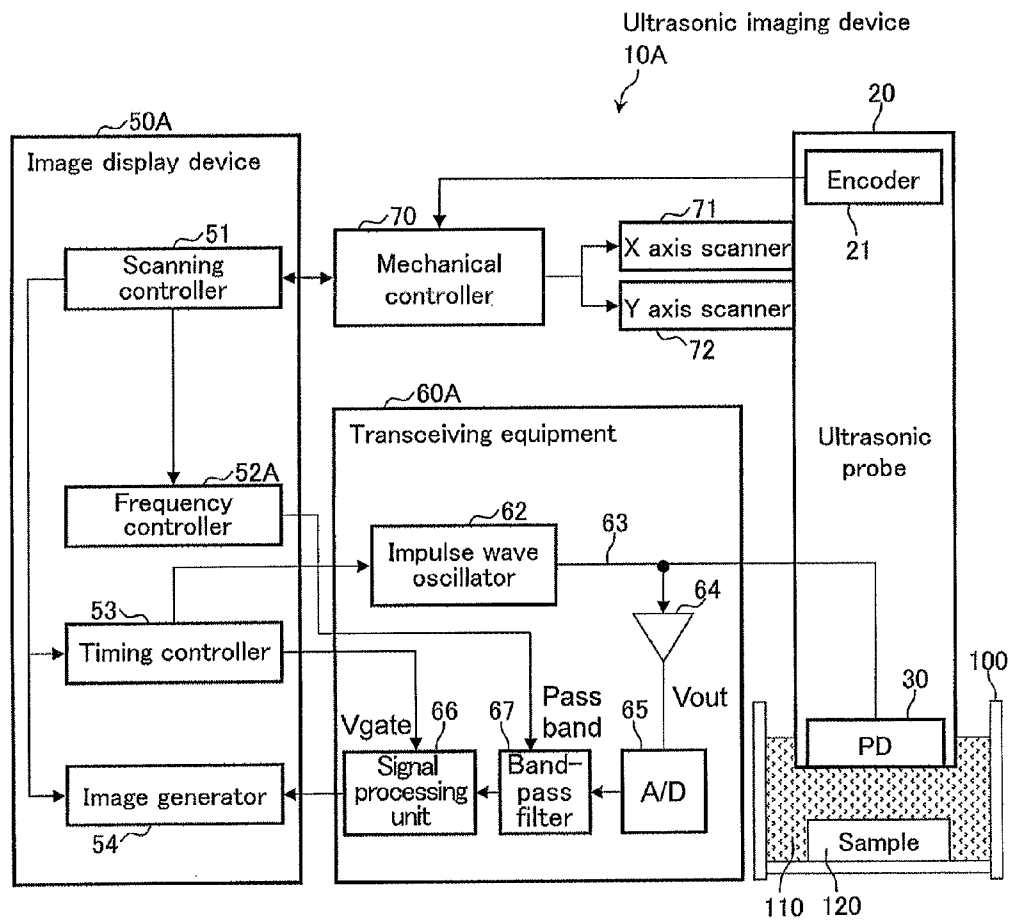 Ultrasonic imaging device
10A
50A
20
Image display device
Encoder
21
70
71
51
Scanning
controller
Mechanical
controller
X axis scanner
Y axis scanner
72
60A
Transceiving equipment
Ultrasonic
probe
52A
Frequency
controller
62
63
Impulse wave
oscillator
64
53
Timing controller
100
Pass
band
Vout
30
Vgate
66
67
65
PD
Signal
processing
unit
Band-
pass
filter
A/D
Image generator
54
Sample
110
120